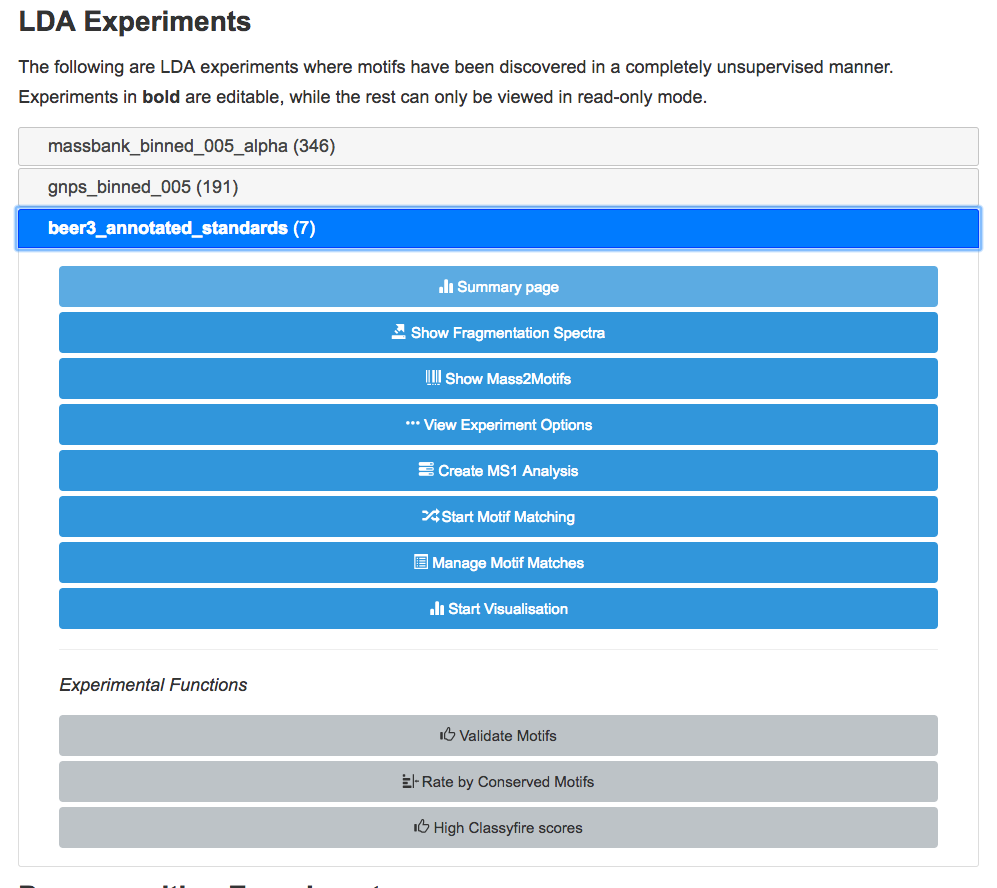 LDA Experiments
The following are LDA experiments where motifs have been discovered in a completely unsupervised manner.
Experiments in bold are editable, while the rest can only be viewed in read-only mode.
massbank_binned_005_alpha (346)
gnps_binned_005 (191)
beer3_annotated_standards (7)
Summary page
Show Fragmentation Spectra
Show Mass2Motifs
View Experiment Options
Create MS1 Analysis
Start Motif Matching
Manage Motif Matches
Start Visualisation
Experimental Functions
Validate Motifs
Rate by Conserved Motifs
High Classyfire scores